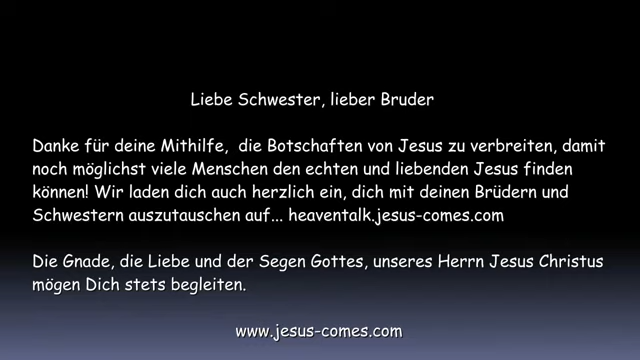 Liebe Schwester, lieber Bruder
Danke für deine Mithilfe, die Botschaften von Jesus zu verbreiten, damit
noch möglichst viele Menschen den echten und liebenden Jesus finden
können! Wir laden dich auch herzlich ein, dich mit deinen Brüdern und
Schwestern auszutauschen auf... heaventalk.jesus-comes.com
Die Gnade, die Liebe und der Segen Gottes, unseres Herrn Jesus Christus
mögen Dich stets begleiten.
www.jesus-comes.com